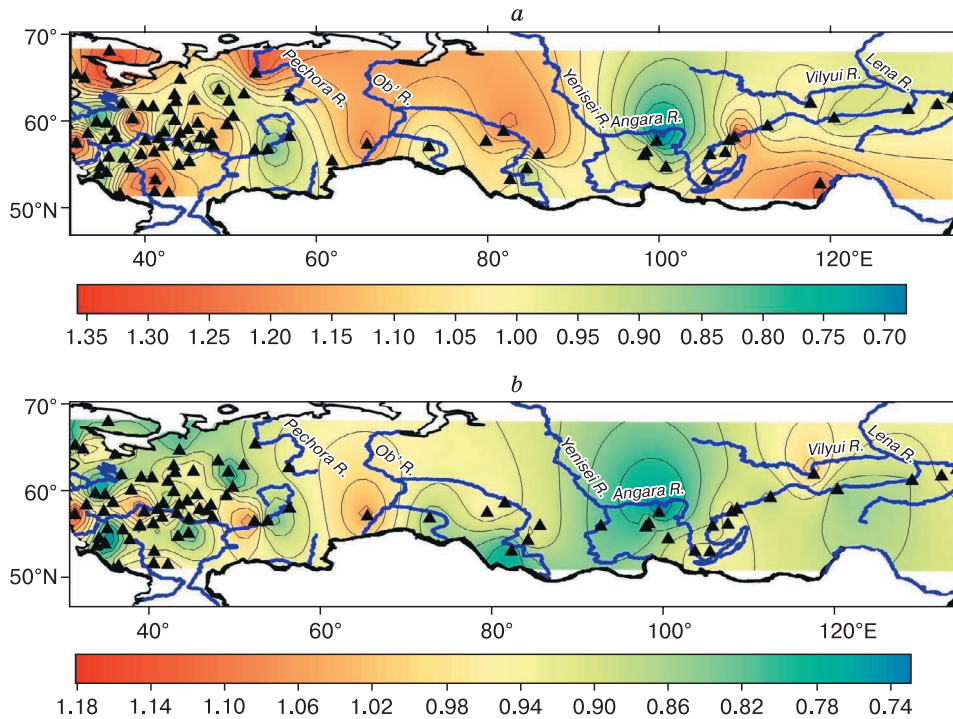 a
70°
60°
50°
Pechora R.
Ob' R.
Yenisei R.
Angara R.
Vilyui R.
Lena R.
40° 60° 80° 100° 120°E
1.35 1.30 1.25 1.20 1.15 1.10 1.05 1.00 0.95 0.90 0.85 0.80 0.75 0.70
b
70°
60°
50°
Pechora R.
Ob' R.
Yenisei R.
Angara R.
Vilyui R.
Lena R.
40° 60° 80° 100° 120°E
1.18 1.14 1.10 1.06 1.02 0.98 0.94 0.90 0.86 0.82 0.78 0.74